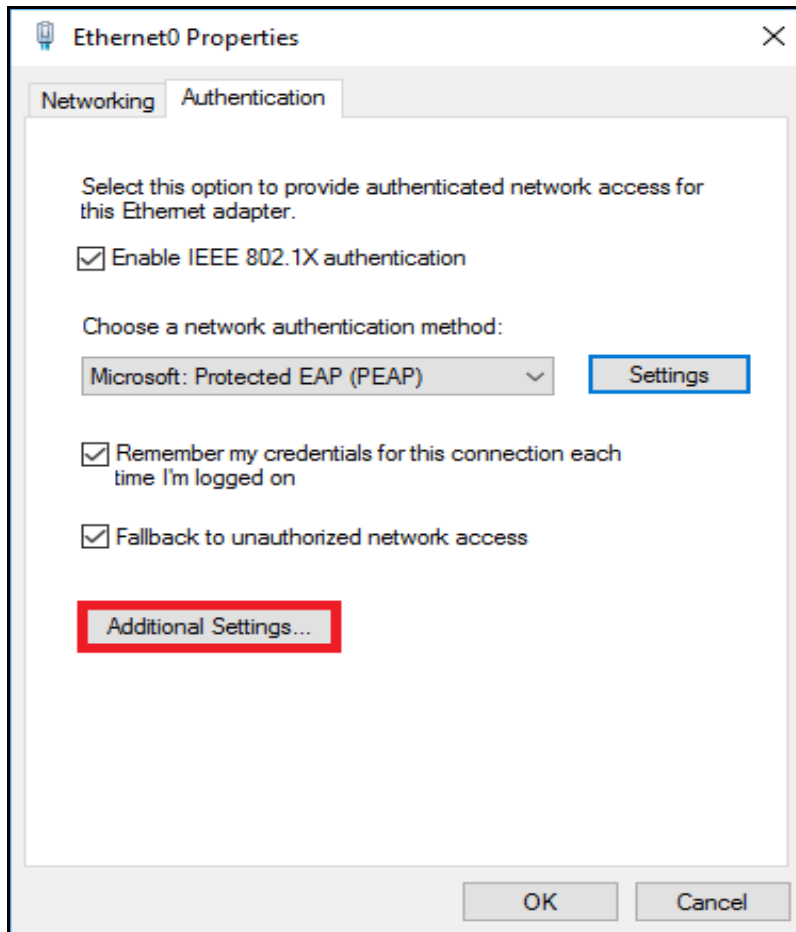 Ethernet0 Properties
Networking
Authentication
Select this option to provide authenticated network access for
this Ethernet adapter.
Enable IEEE 802.1X authentication
Choose a network authentication method:
Microsoft: Protected EAP (PEAP)
Settings
Remember my credentials for this connection each
time I'm logged on
Fallback to unauthorized network access
Additional Settings...
OK
Cancel